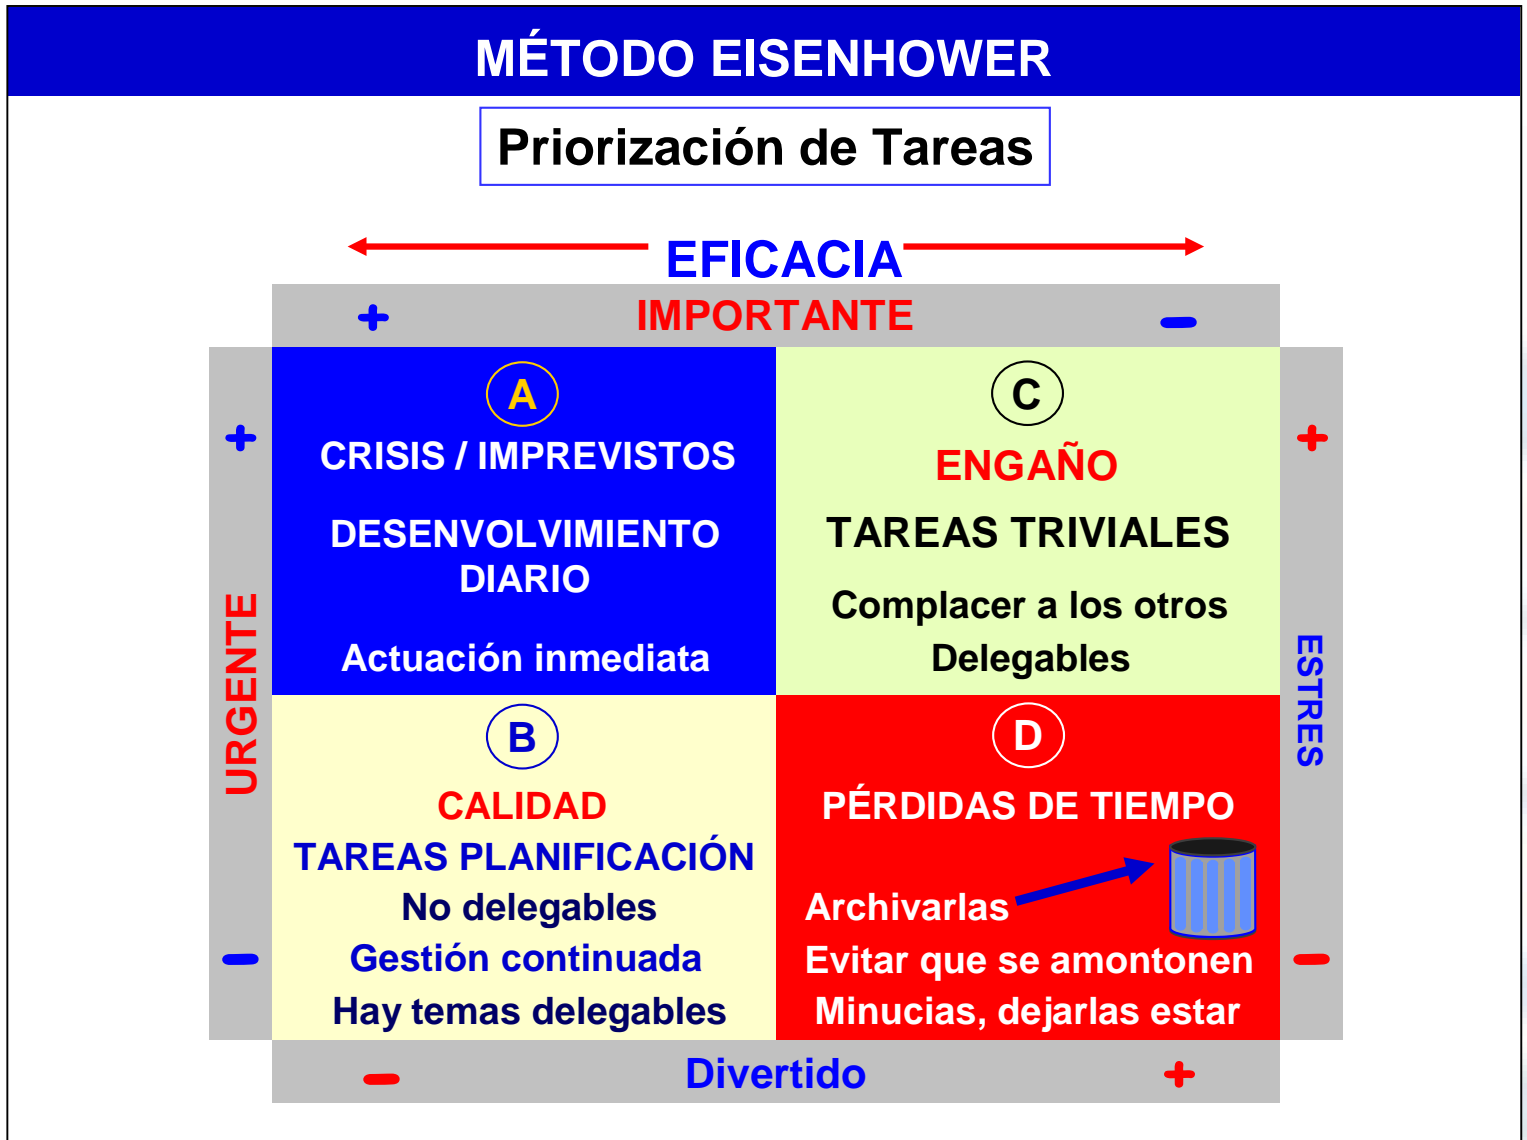 MÉTODO EISENHOWER
Priorización de Tareas
EFICACIA
+ IMPORTANTE -
+
URGENTE
-
A
CRISIS / IMPREVISTOS
DESENVOLVIMIENTO
DIARIO
Actuación inmediata
C
ENGAÑO
TAREAS TRIVIALES
Complacer a los otros
Delegables
B
CALIDAD
TAREAS PLANIFICACIÓN
No delegables
Gestión continuada
Hay temas delegables
D
PÉRDIDAS DE TIEMPO
Archivarlas
Evitar que se amontonen
Minucias, dejarlas estar
+
ESTRES
-
- Divertido +